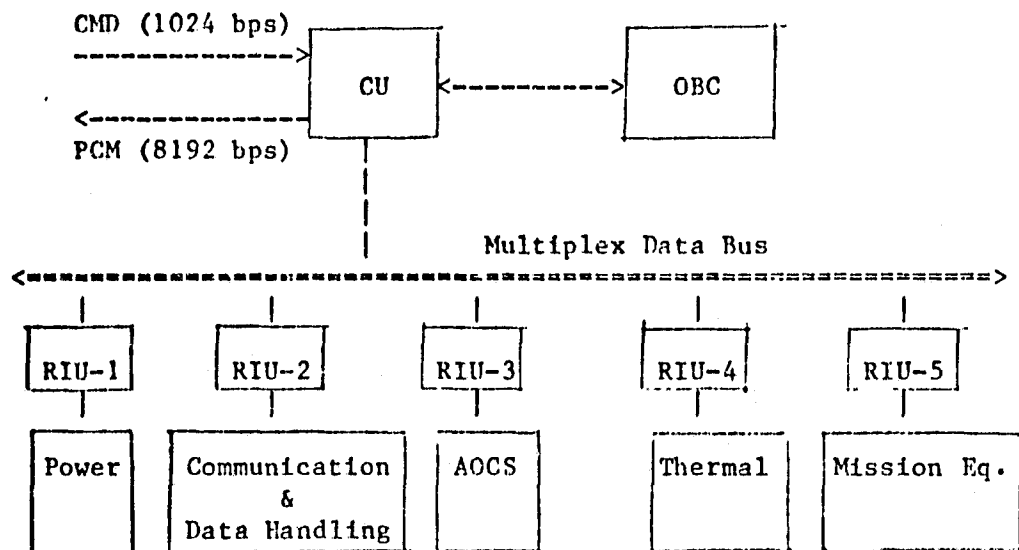 CMD (1024 bps)
CU
OBC
PCM (8192 bps)
Multiplex Data Bus
RIU-1 RIU-2 RIU-3 RIU-4 RIU-5
Power Communication AOCS Thermal Mission Eq.
&
Data Handling